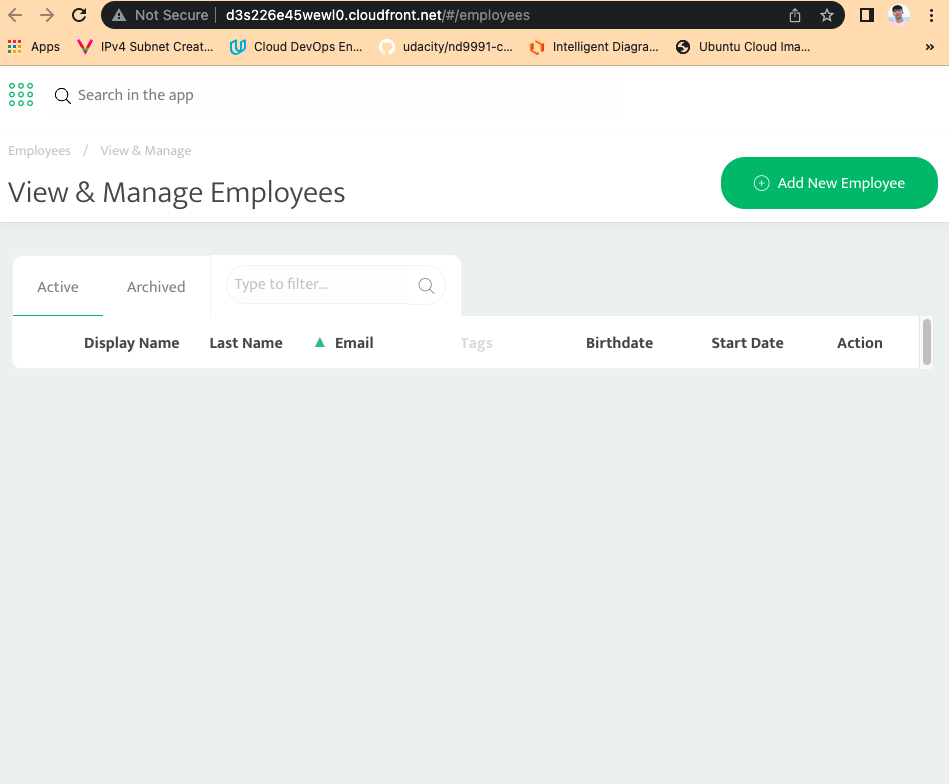 Not Secure d3s226e45wewl0.cloudfront.net/#/employees
Apps IPv4 Subnet Creat... Cloud DevOps En... udacity/nd9991-c... Intelligent Diagra... Ubuntu Cloud Ima... »
Search in the app
Employees / View & Manage
View & Manage Employees
Add New Employee
Active Archived Type to filter...
Display Name Last Name Email Tags Birthdate Start Date Action